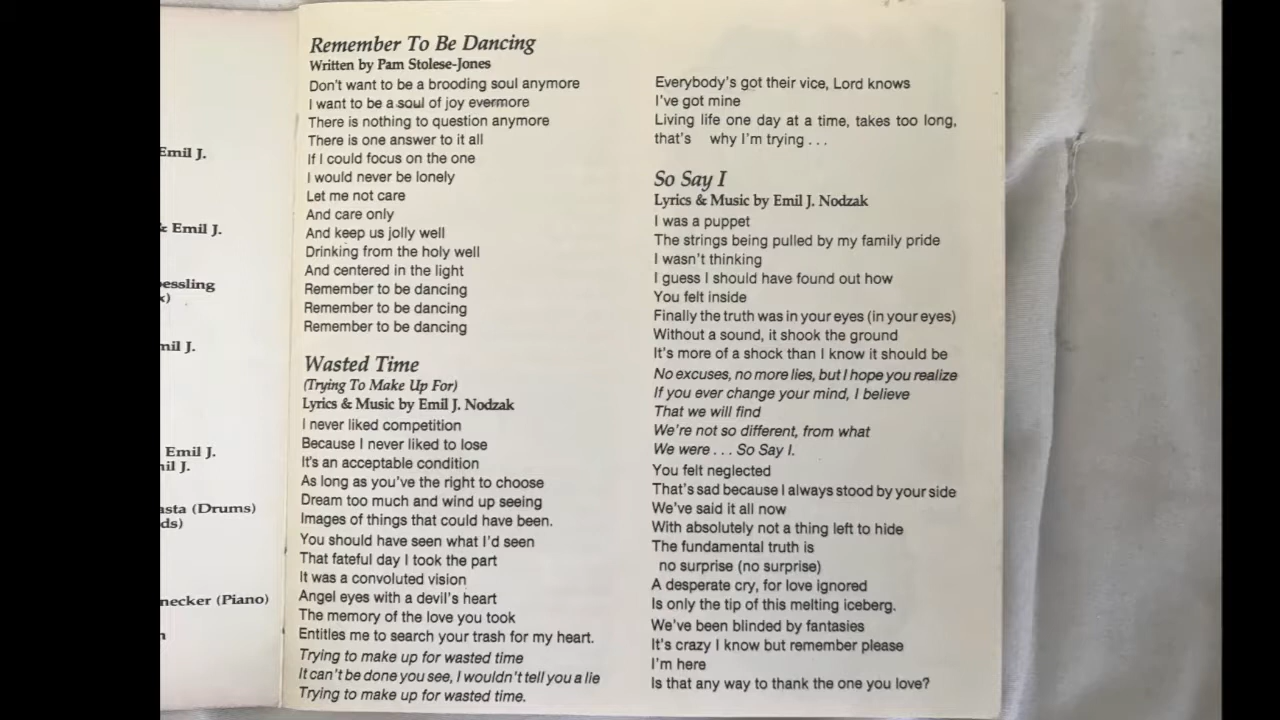 Emil J.
& Emil J.
essling
mil J.
Emil J.
il J.
asta (Drums)
ds)
necker (Piano)
Remember To Be Dancing
Written by Pam Stolese-Jones
Don't want to be a brooding soul anymore
I want to be a soul of joy evermore
There is nothing to question anymore
There is one answer to it all
If I could focus on the one
I would never be lonely
Let me not care
And care only
And keep us jolly well
Drinking from the holy well
And centered in the light
Remember to be dancing
Remember to be dancing
Remember to be dancing
Wasted Time
(Trying To Make Up For)
Lyrics & Music by Emil J. Nodzak
I never liked competition
Because I never liked to lose
It's an acceptable condition
As long as you've the right to choose
Dream too much and wind up seeing
Images of things that could have been.
You should have seen what I'd seen
That fateful day I took the part
It was a convoluted vision
Angel eyes with a devil's heart
The memory of the love you took
Entitles me to search your trash for my heart.
Trying to make up for wasted time
It can't be done you see, I wouldn't tell you a lie
Trying to make up for wasted time.
Everybody's got their vice, Lord knows
I've got mine
Living life one day at a time, takes too long,
that's why I'm trying . . .
So Say I
Lyrics & Music by Emil J. Nodzak
I was a puppet
The strings being pulled by my family pride
I wasn't thinking
I guess I should have found out how
You felt inside
Finally the truth was in your eyes (in your eyes)
Without a sound, it shook the ground
It's more of a shock than I know it should be
No excuses, no more lies, but I hope you realize
If you ever change your mind, I believe
That we will find
We're not so different, from what
We were . . . So Say I.
You felt neglected
That's sad because I always stood by your side
We've said it all now
With absolutely not a thing left to hide
The fundamental truth is
no surprise (no surprise)
A desperate cry, for love ignored
Is only the tip of this melting iceberg.
We've been blinded by fantasies
It's crazy I know but remember please
I'm here
Is that any way to thank the one you love?